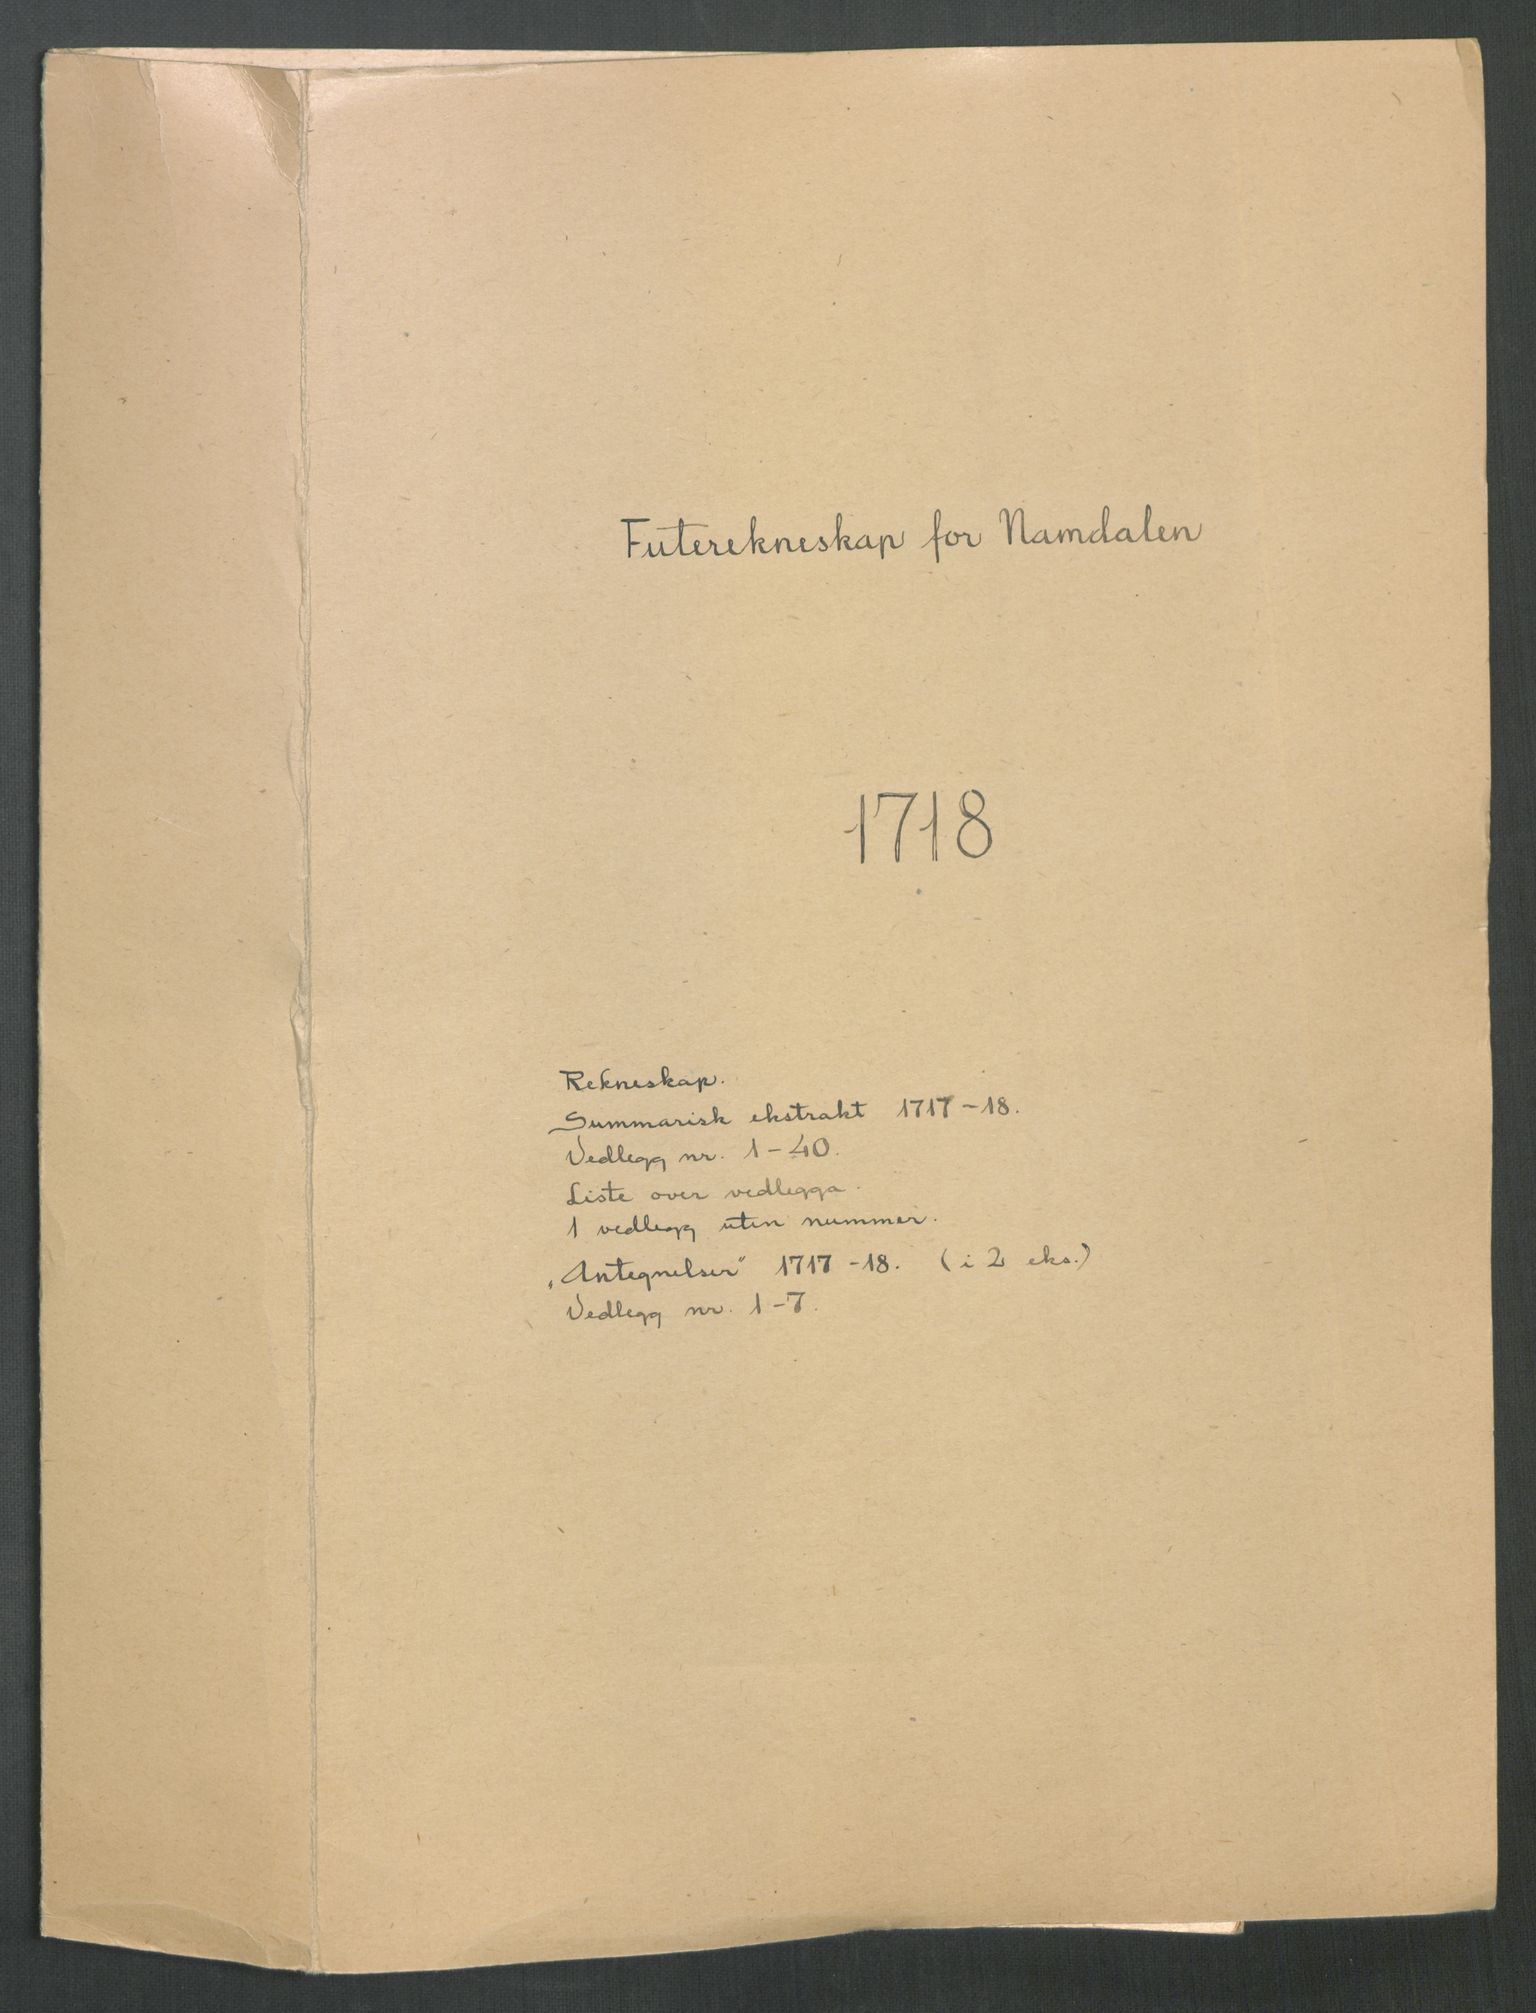 Futerekneskap for Namdalen
1718
Rekneskap.
Summarisk ekstrakt 1717-18.
Vedlegg nr. 1-40.
Liste over vedlegga.
1 vedlegg uten nummer.
„Antegnelser" 1717-18. (i 2 eks.)
Vedlegg nr. 1-7.